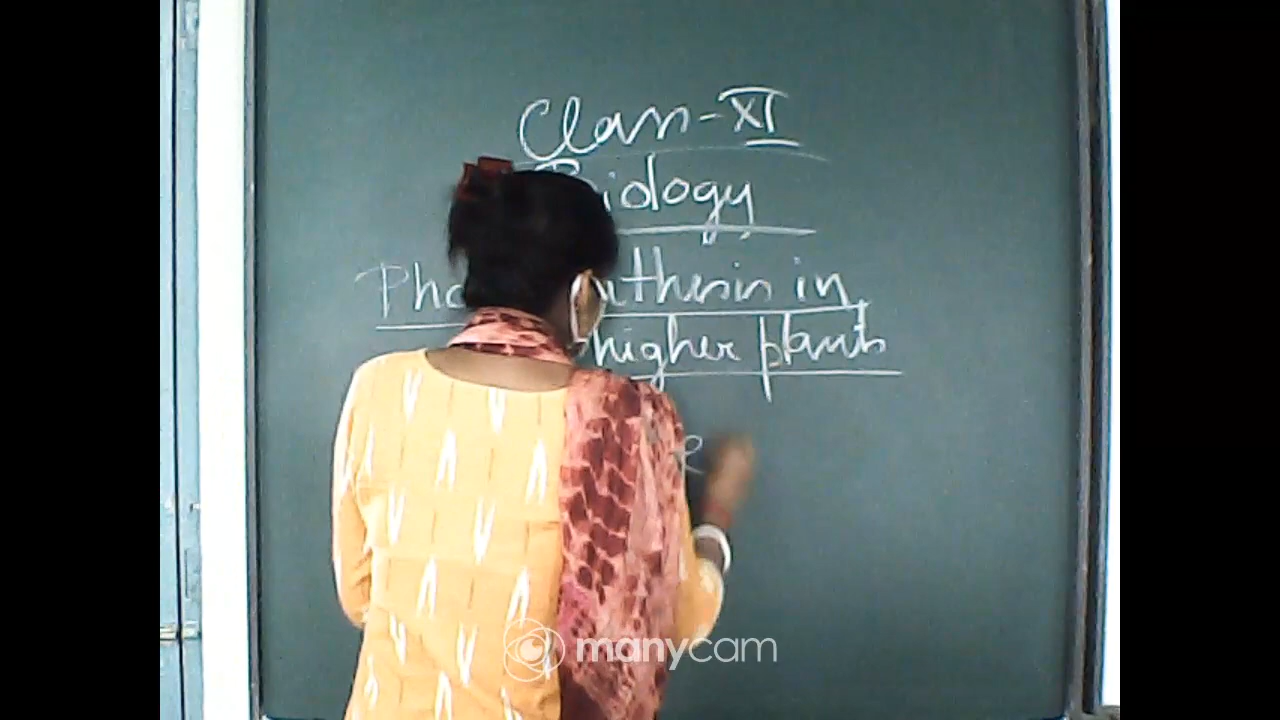 Class-XI
Biology
Photosynthesis in
higher plants
R
manycam